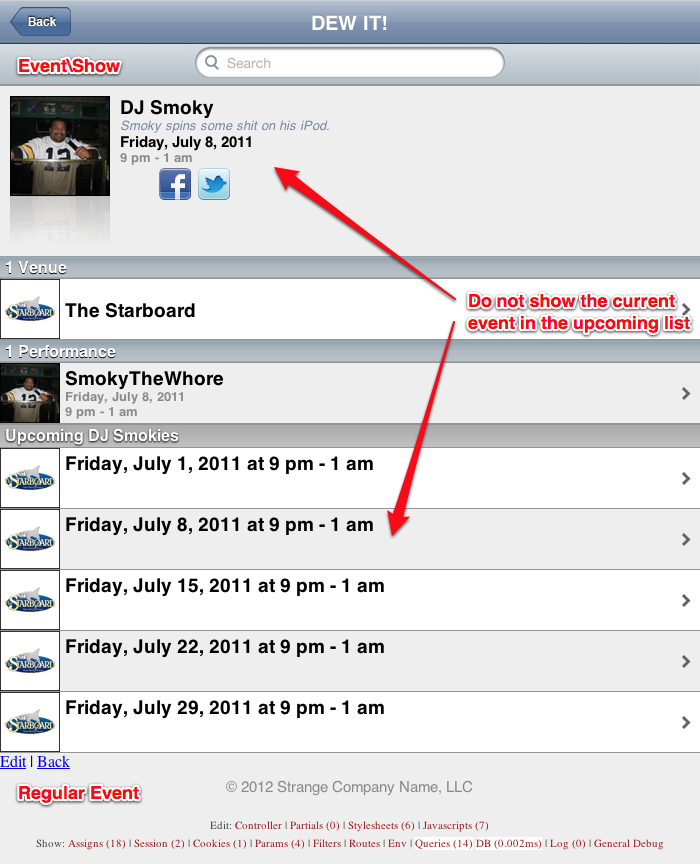 Back
DEW IT!
Event\Show
Search
DJ Smoky
Smoky spins some shit on his iPod.
Friday, July 8, 2011
9 pm - 1 am
1 Venue
STARBOARD
The Starboard
Do not show the current
event in the upcoming list
1 Performance
12
SmokyTheWhore
Friday, July 8, 2011
9 pm - 1 am
Upcoming DJ Smokies
STARBOARD
Friday, July 1, 2011 at 9 pm - 1 am
STARBOARD
Friday, July 8, 2011 at 9 pm - 1 am
STARBOARD
Friday, July 15, 2011 at 9 pm - 1 am
STARBOARD
Friday, July 22, 2011 at 9 pm - 1 am
STARBOARD
Friday, July 29, 2011 at 9 pm - 1 am
Edit | Back
Regular Event
© 2012 Strange Company Name, LLC
Edit: Controller | Partials (0) | Stylesheets (6) | Javascripts (7)
Show: Assigns (18) | Session (2) | Cookies (1) | Params (4) | Filters | Routes | Env | Queries (14) DB (0.002ms) | Log (0) | General Debug